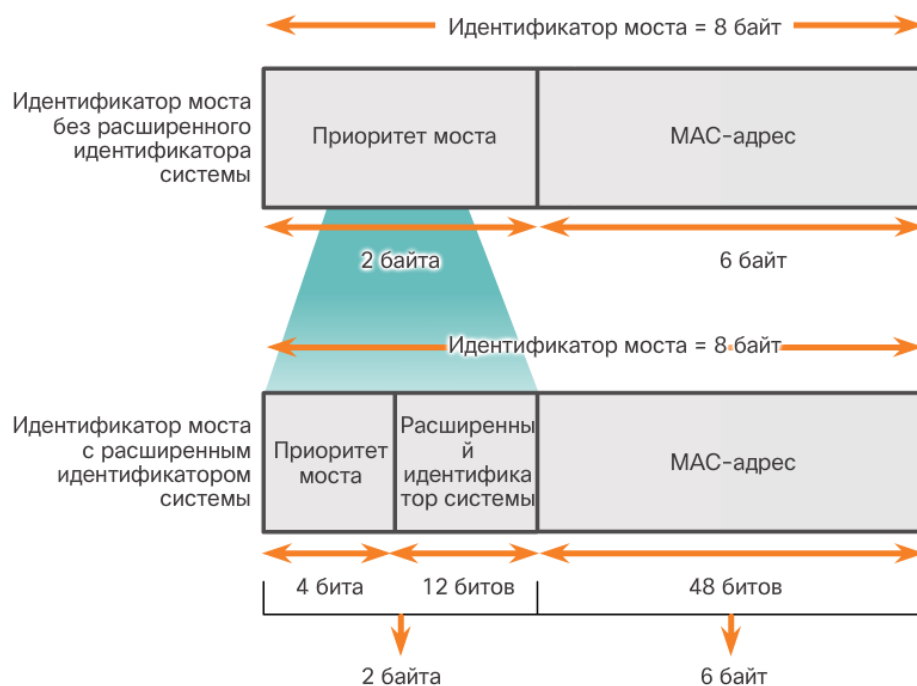 Идентификатор моста = 8 байт
Идентификатор моста
без расширенного
идентификатора
системы
Приоритет моста
MAC-адрес
2 байта
6 байт
Идентификатор моста = 8 байт
Идентификатор моста
с расширенным
идентификатором
системы
Приоритет
моста
Расширенны
й
идентифика
тор системы
MAC-адрес
4 бита
12 битов
48 битов
2 байта
6 байт